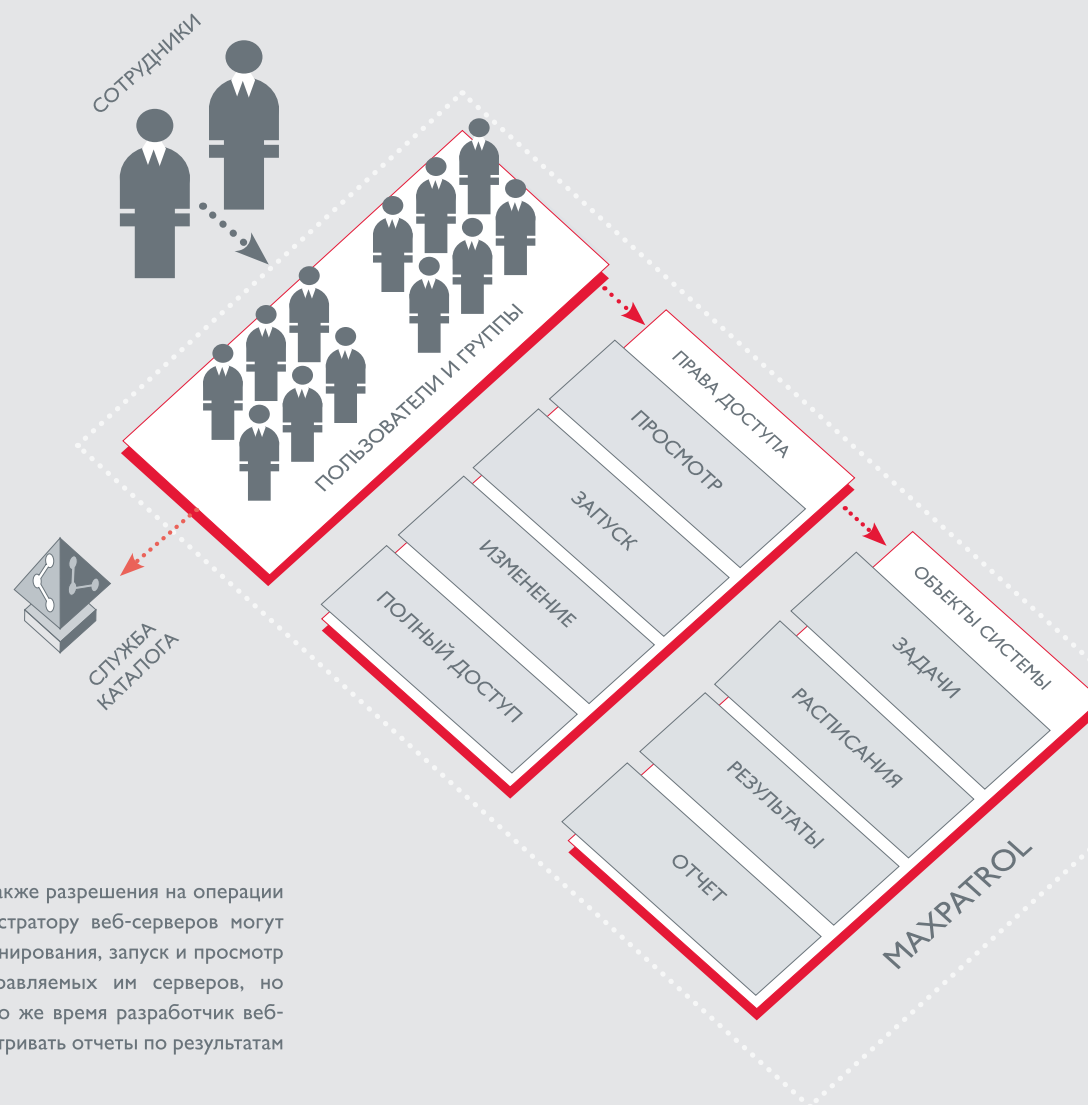 СОТРУДНИКИ
ПОЛЬЗОВАТЕЛИ И ГРУППЫ
СЛУЖБА
КАТАЛОГА
ПРАВА ДОСТУПА
ПРОСМОТР
ЗАПУСК
ИЗМЕНЕНИЕ
ПОЛНЫЙ ДОСТУП
ОБЪЕКТЫ СИСТЕМЫ
ЗАДАЧИ
РАСПИСАНИЯ
РЕЗУЛЬТАТЫ
ОТЧЕТ
MAXPATROL
акже разрешения на операции
стратору веб-серверов могут
нирования, запуск и просмотр
равляемых им серверов, но
о же время разработчик веб-
тривать отчеты по результатам